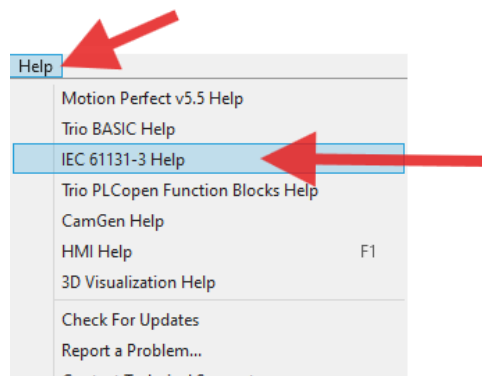 Help
Motion Perfect v5.5 Help
Trio BASIC Help
IEC 61131-3 Help
Trio PLCopen Function Blocks Help
CamGen Help
HMI Help F1
3D Visualization Help
Check For Updates
Report a Problem...